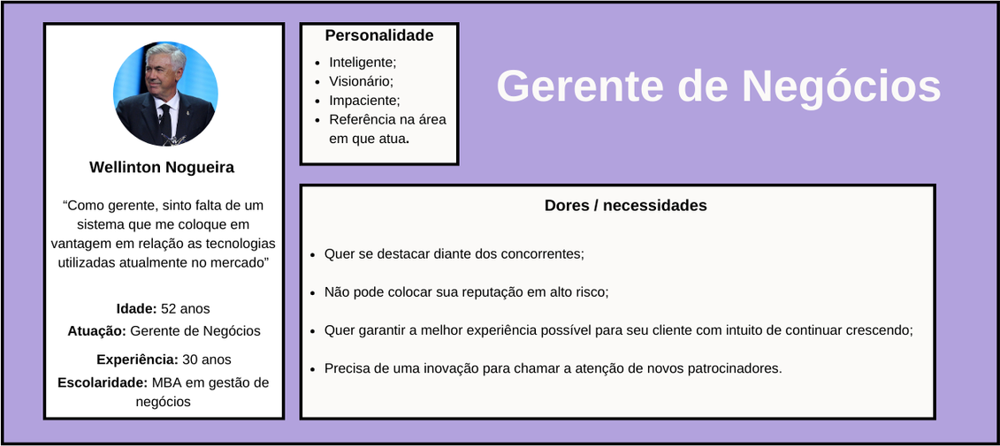 Gerente de Negócios
Wellinton Nogueira
“Como gerente, sinto falta de um
sistema que me coloque em
vantagem em relação as tecnologias
utilizadas atualmente no mercado”
Idade: 52 anos
Atuação: Gerente de Negócios
Experiência: 30 anos
Escolaridade: MBA em gestão de
negócios
Personalidade
• Inteligente;
• Visionário;
• Impaciente;
• Referência na área
em que atua.
Dores / necessidades
• Quer se destacar diante dos concorrentes;
• Não pode colocar sua reputação em alto risco;
• Quer garantir a melhor experiência possível para seu cliente com intuito de continuar crescendo;
• Precisa de uma inovação para chamar a atenção de novos patrocinadores.